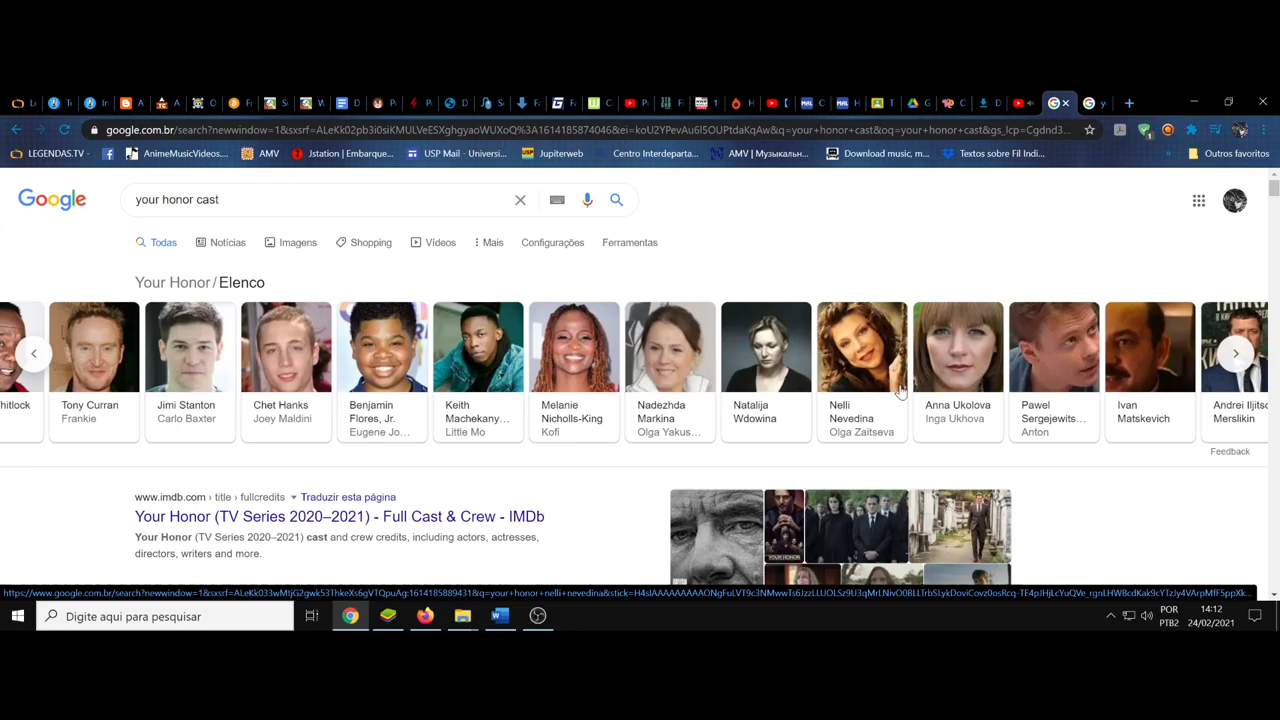 google.com.br/search?newwindow=1&sxsrf=ALeKk02pb3i0siKMULVeESXghgyaoWUXoQ%3A1614185874046&ei=koU2YPevAu6l5OUPtdaKqAw&q=your+honor+cast&oq=your+honor+cast&gs_lcp=Cgdnd3...
LEGENDAS.TV
AnimeMusicVideos....
AMV
Jstation | Embarque...
USP Mail - Universi...
Jupiterweb
Centro Interdeparta...
AMV | Музыкальн...
Download music, m...
Textos sobre Fil Indi...
»
Outros favoritos
Google
your honor cast
Todas
Notícias
Imagens
Shopping
Vídeos
Mais
Configurações
Ferramentas
Your Honor / Elenco
hitlock
Tony Curran
Frankie
Jimi Stanton
Carlo Baxter
Chet Hanks
Joey Maldini
Benjamin
Flores, Jr.
Eugene Jo...
Keith
Machekany...
Little Mo
Melanie
Nicholls-King
Kofi
Nadezhda
Markina
Olga Yakus...
Natalija
Wdowina
Nelli
Nevedina
Olga Zaitseva
Anna Ukolova
Inga Ukhova
Pawel
Sergejewits...
Anton
Ivan
Matskevich
Andrei Iljitsc
Merslikin
Feedback
www.imdb.com › title › fullcredits
Traduzir esta página
Your Honor (TV Series 2020–2021) - Full Cast & Crew - IMDb
Your Honor (TV Series 2020–2021) cast and crew credits, including actors, actresses,
directors, writers and more.
YOUR HONOR
Digite aqui para pesquisar
POR
PTB2
14:12
24/02/2021